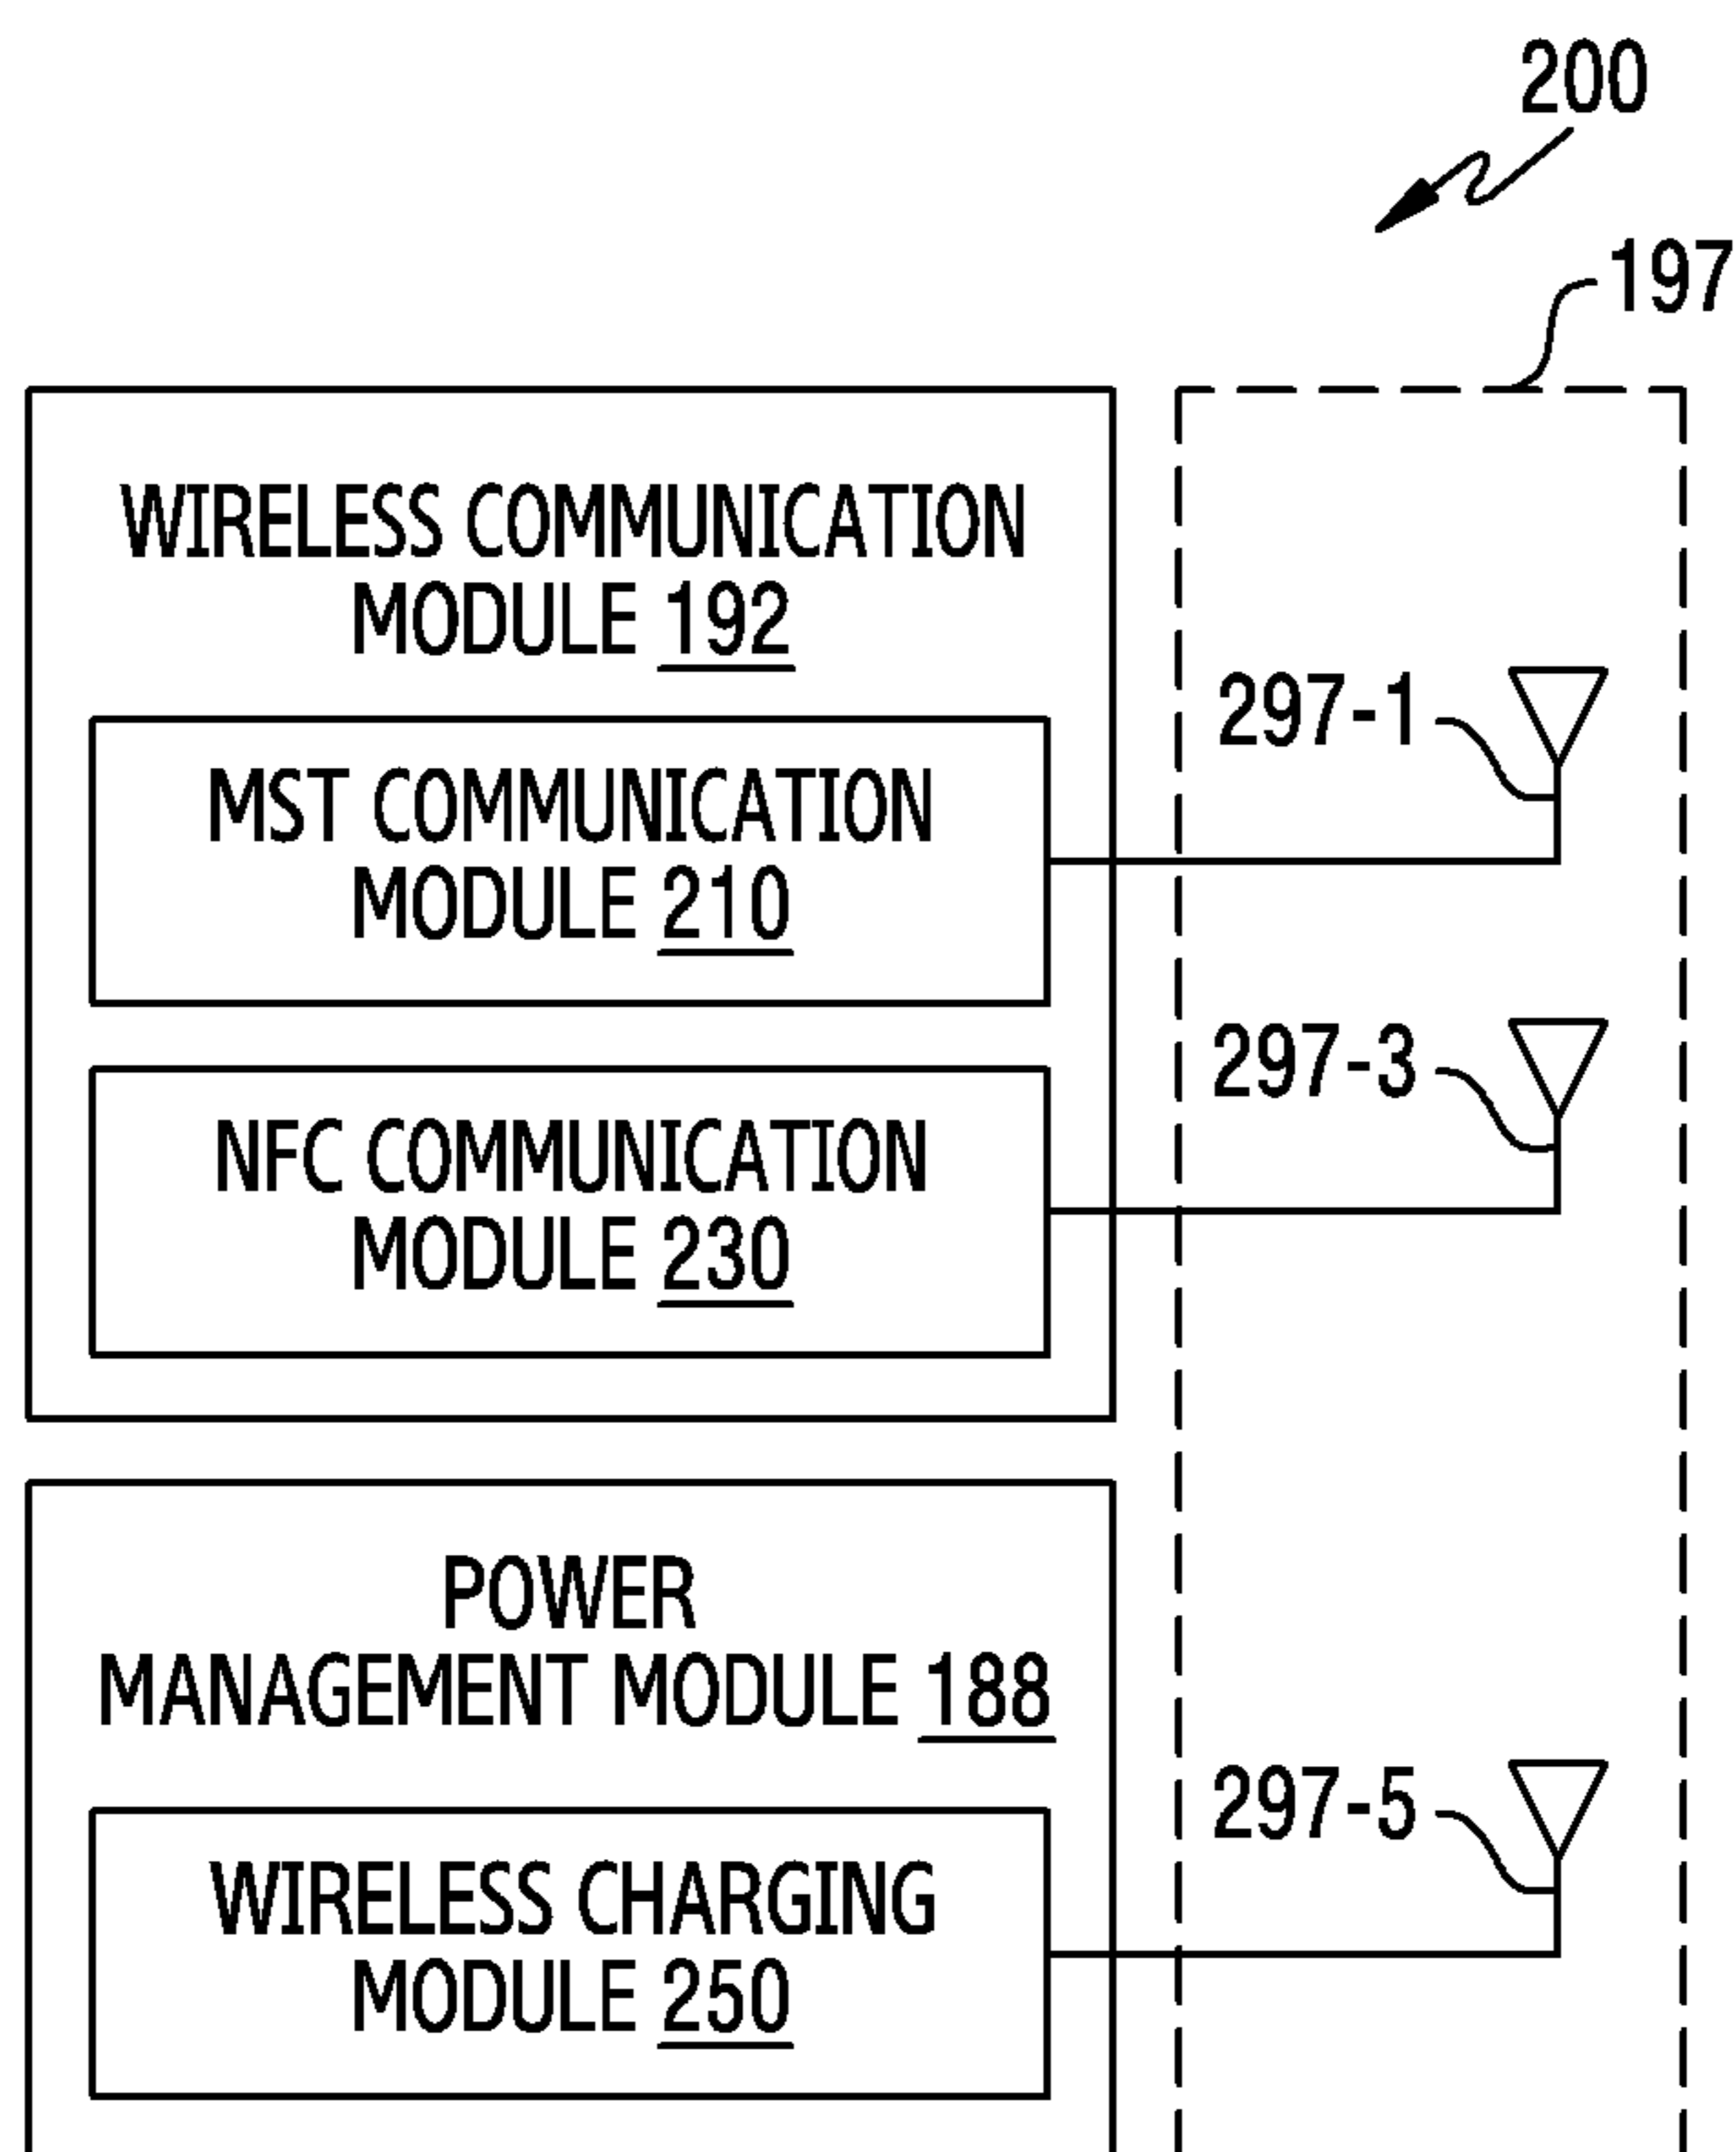 200
197
WIRELESS COMMUNICATION
MODULE 192
297-1
MST COMMUNICATION
MODULE 210
297-3
NFC COMMUNICATION
MODULE 230
POWER
MANAGEMENT MODULE 188
297-5
WIRELESS CHARGING
MODULE 250